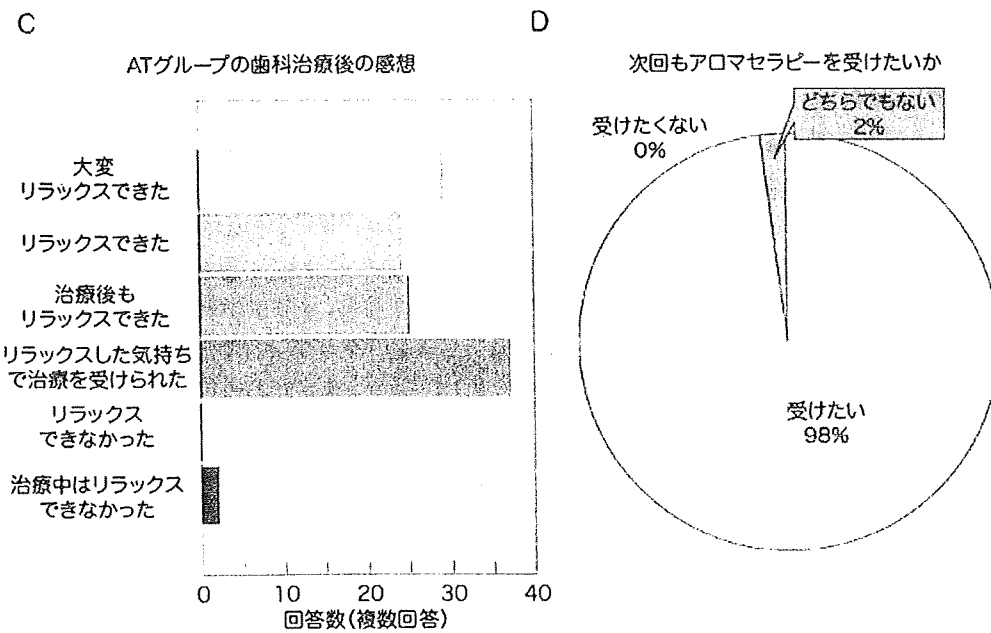 C
ATグループの歯科治療後の感想
大変
リラックスできた
リラックスできた
治療後も
リラックスできた
リラックスした気持ち
で治療を受けられた
リラックス
できなかった
治療中はリラックス
できなかった
0 10 20 30 40
回答数(複数回答)
D
次回もアロマセラピーを受けたいか
どちらでもない
2%
受けたくない
0%
受けたい
98%